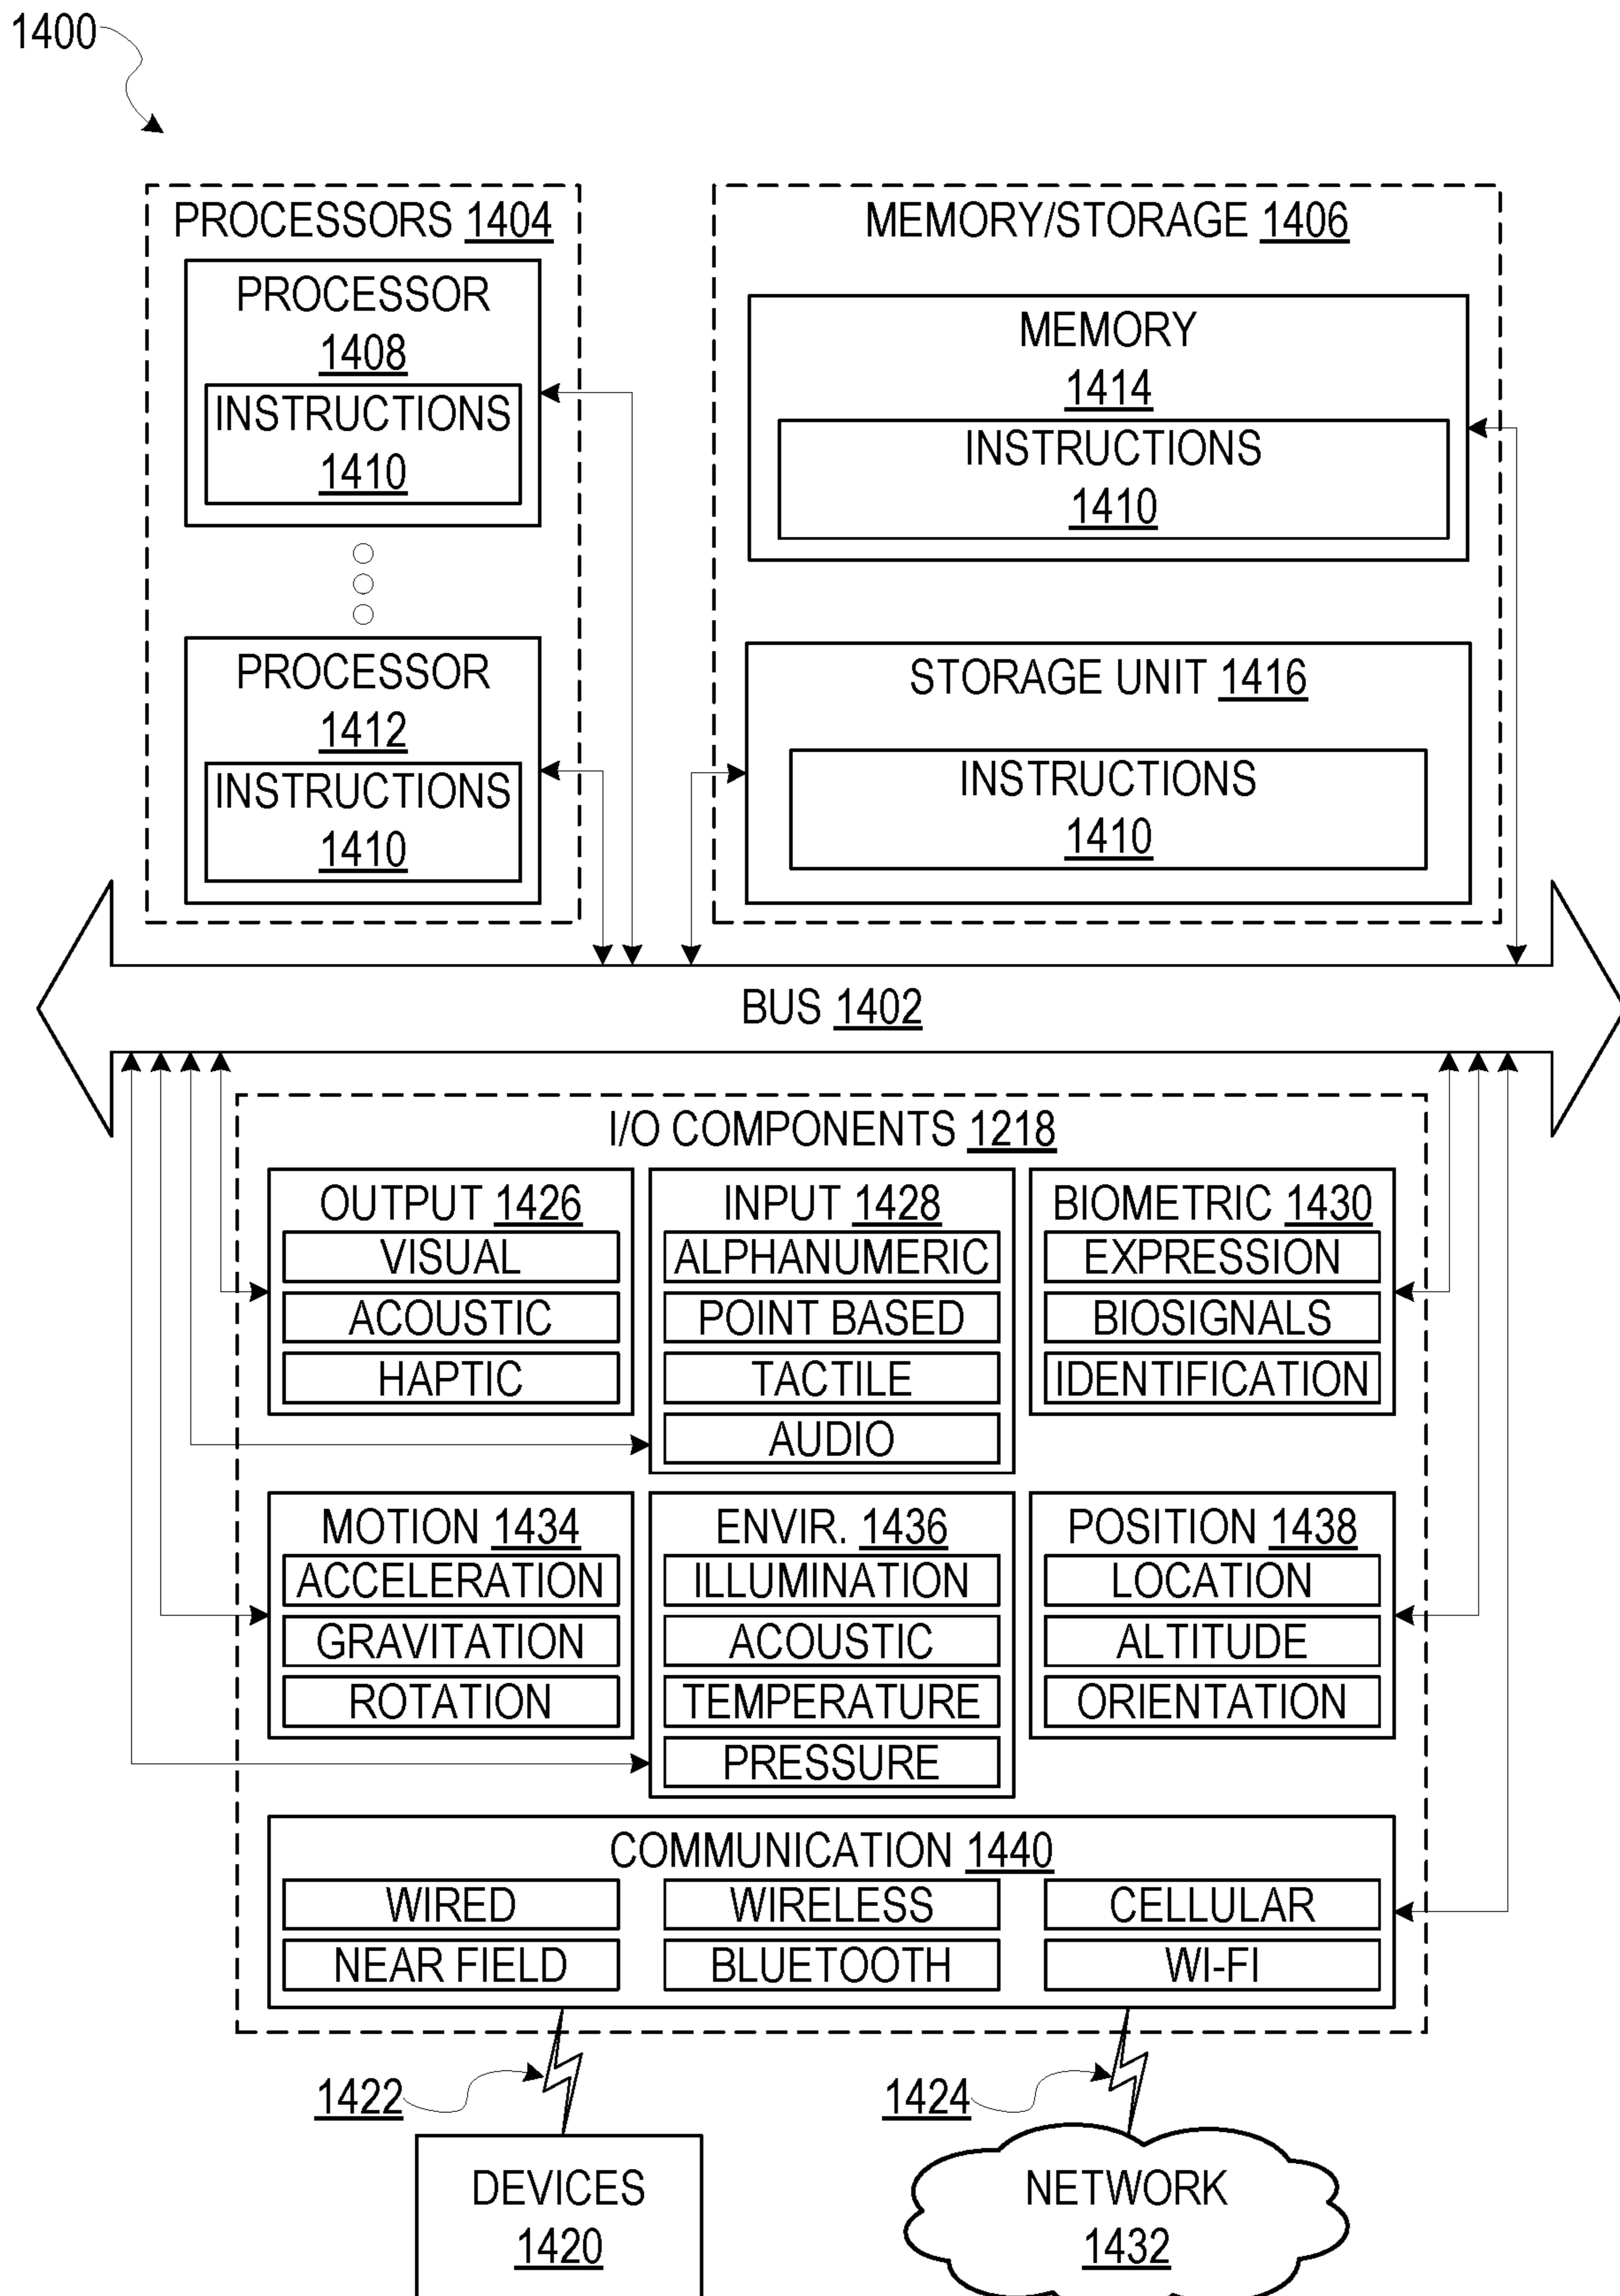 1400
PROCESSORS 1404
PROCESSOR
1408
INSTRUCTIONS
1410
PROCESSOR
1412
INSTRUCTIONS
1410
MEMORY/STORAGE 1406
MEMORY
1414
INSTRUCTIONS
1410
STORAGE UNIT 1416
INSTRUCTIONS
1410
BUS 1402
I/O COMPONENTS 1218
OUTPUT 1426
VISUAL
ACOUSTIC
HAPTIC
INPUT 1428
ALPHANUMERIC
POINT BASED
TACTILE
AUDIO
BIOMETRIC 1430
EXPRESSION
BIOSIGNALS
IDENTIFICATION
MOTION 1434
ACCELERATION
GRAVITATION
ROTATION
ENVIR. 1436
ILLUMINATION
ACOUSTIC
TEMPERATURE
PRESSURE
POSITION 1438
LOCATION
ALTITUDE
ORIENTATION
COMMUNICATION 1440
WIRED
WIRELESS
CELLULAR
NEAR FIELD
BLUETOOTH
WI-FI
1422
1424
DEVICES
1420
NETWORK
1432